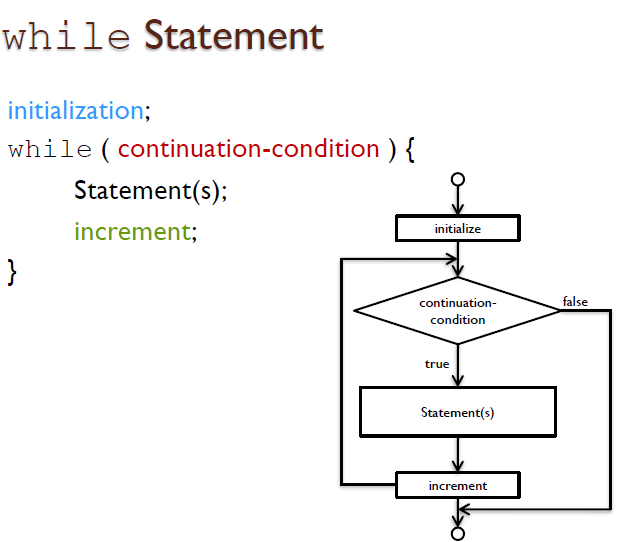 while Statement
initialization;
while ( continuation-condition ) {
Statement(s);
increment;
}
initialize
continuation-
condition
false
true
Statement(s)
increment